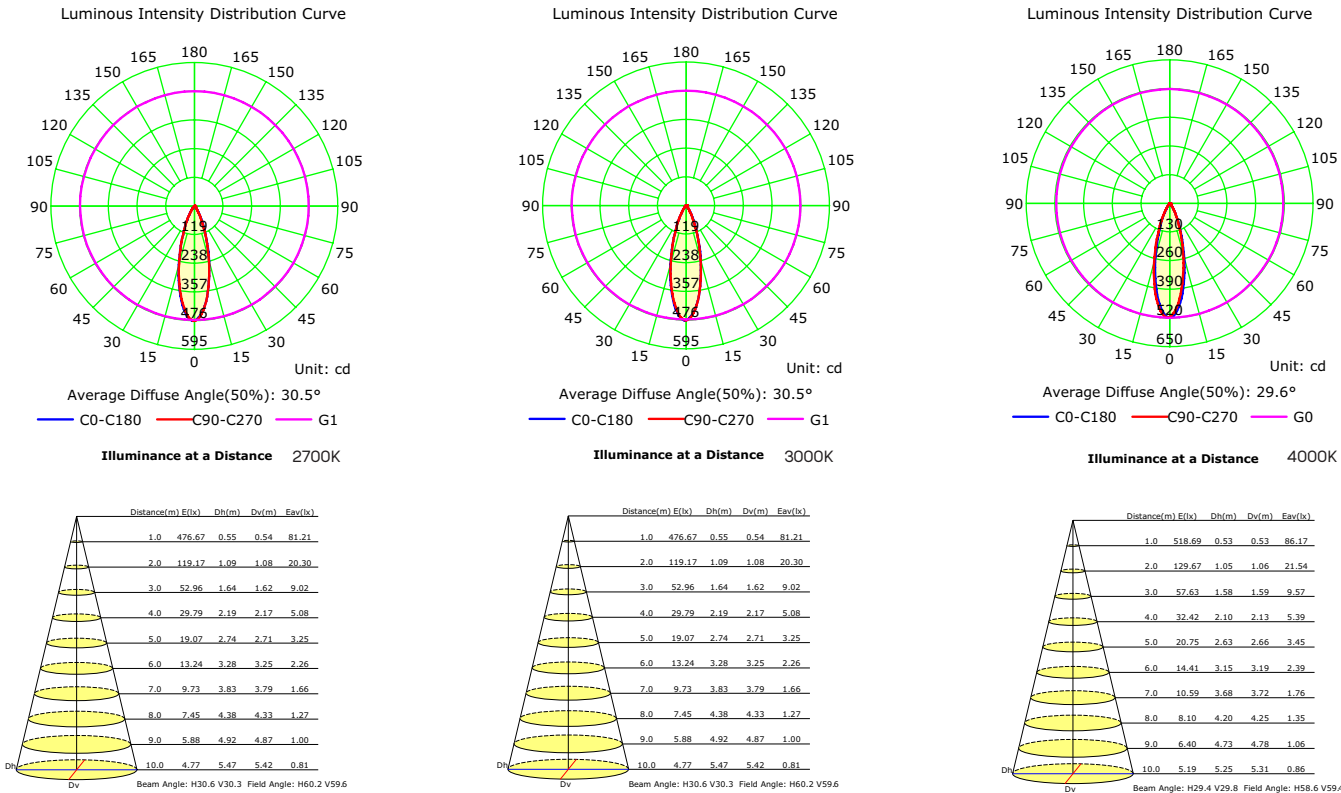 Luminous Intensity Distribution Curve
180
165 165
150 150
135 135
120 120
105 105
90 90
75 75
60 60
45 45
30 30
15 15
0
119
238
357
476
595
Unit: cd
Average Diffuse Angle(50%): 30.5°
C0-C180 C90-C270 G1
Illuminance at a Distance 2700K
Distance(m) E(lx) Dh(m) Dv(m) Eav(lx)
1.0 476.67 0.55 0.54 81.21
2.0 119.17 1.09 1.08 20.30
3.0 52.96 1.64 1.62 9.02
4.0 29.79 2.19 2.17 5.08
5.0 19.07 2.74 2.71 3.25
6.0 13.24 3.28 3.25 2.26
7.0 9.73 3.83 3.79 1.66
8.0 7.45 4.38 4.33 1.27
9.0 5.88 4.92 4.87 1.00
Dh 10.0 4.77 5.47 5.42 0.81
Dv Beam Angle: H30.6 V30.3 Field Angle: H60.2 V59.6
Luminous Intensity Distribution Curve
180
165 165
150 150
135 135
120 120
105 105
90 90
75 75
60 60
45 45
30 30
15 15
0
119
238
357
476
595
Unit: cd
Average Diffuse Angle(50%): 30.5°
C0-C180 C90-C270 G1
Illuminance at a Distance 3000K
Distance(m) E(lx) Dh(m) Dv(m) Eav(lx)
1.0 476.67 0.55 0.54 81.21
2.0 119.17 1.09 1.08 20.30
3.0 52.96 1.64 1.62 9.02
4.0 29.79 2.19 2.17 5.08
5.0 19.07 2.74 2.71 3.25
6.0 13.24 3.28 3.25 2.26
7.0 9.73 3.83 3.79 1.66
8.0 7.45 4.38 4.33 1.27
9.0 5.88 4.92 4.87 1.00
Dh 10.0 4.77 5.47 5.42 0.81
Dv Beam Angle: H30.6 V30.3 Field Angle: H60.2 V59.6
Luminous Intensity Distribution Curve
180
165 165
150 150
135 135
120 120
105 105
90 90
75 75
60 60
45 45
30 30
15 15
0
130
260
390
520
650
Unit: cd
Average Diffuse Angle(50%): 29.6°
C0-C180 C90-C270 G0
Illuminance at a Distance 4000K
Distance(m) E(lx) Dh(m) Dv(m) Eav(lx)
1.0 518.69 0.53 0.53 86.17
2.0 129.67 1.05 1.06 21.54
3.0 57.63 1.58 1.59 9.57
4.0 32.42 2.10 2.13 5.39
5.0 20.75 2.63 2.66 3.45
6.0 14.41 3.15 3.19 2.39
7.0 10.59 3.68 3.72 1.76
8.0 8.10 4.20 4.25 1.35
9.0 6.40 4.73 4.78 1.06
Dh 10.0 5.19 5.25 5.31 0.86
Dv Beam Angle: H29.4 V29.8 Field Angle: H58.6